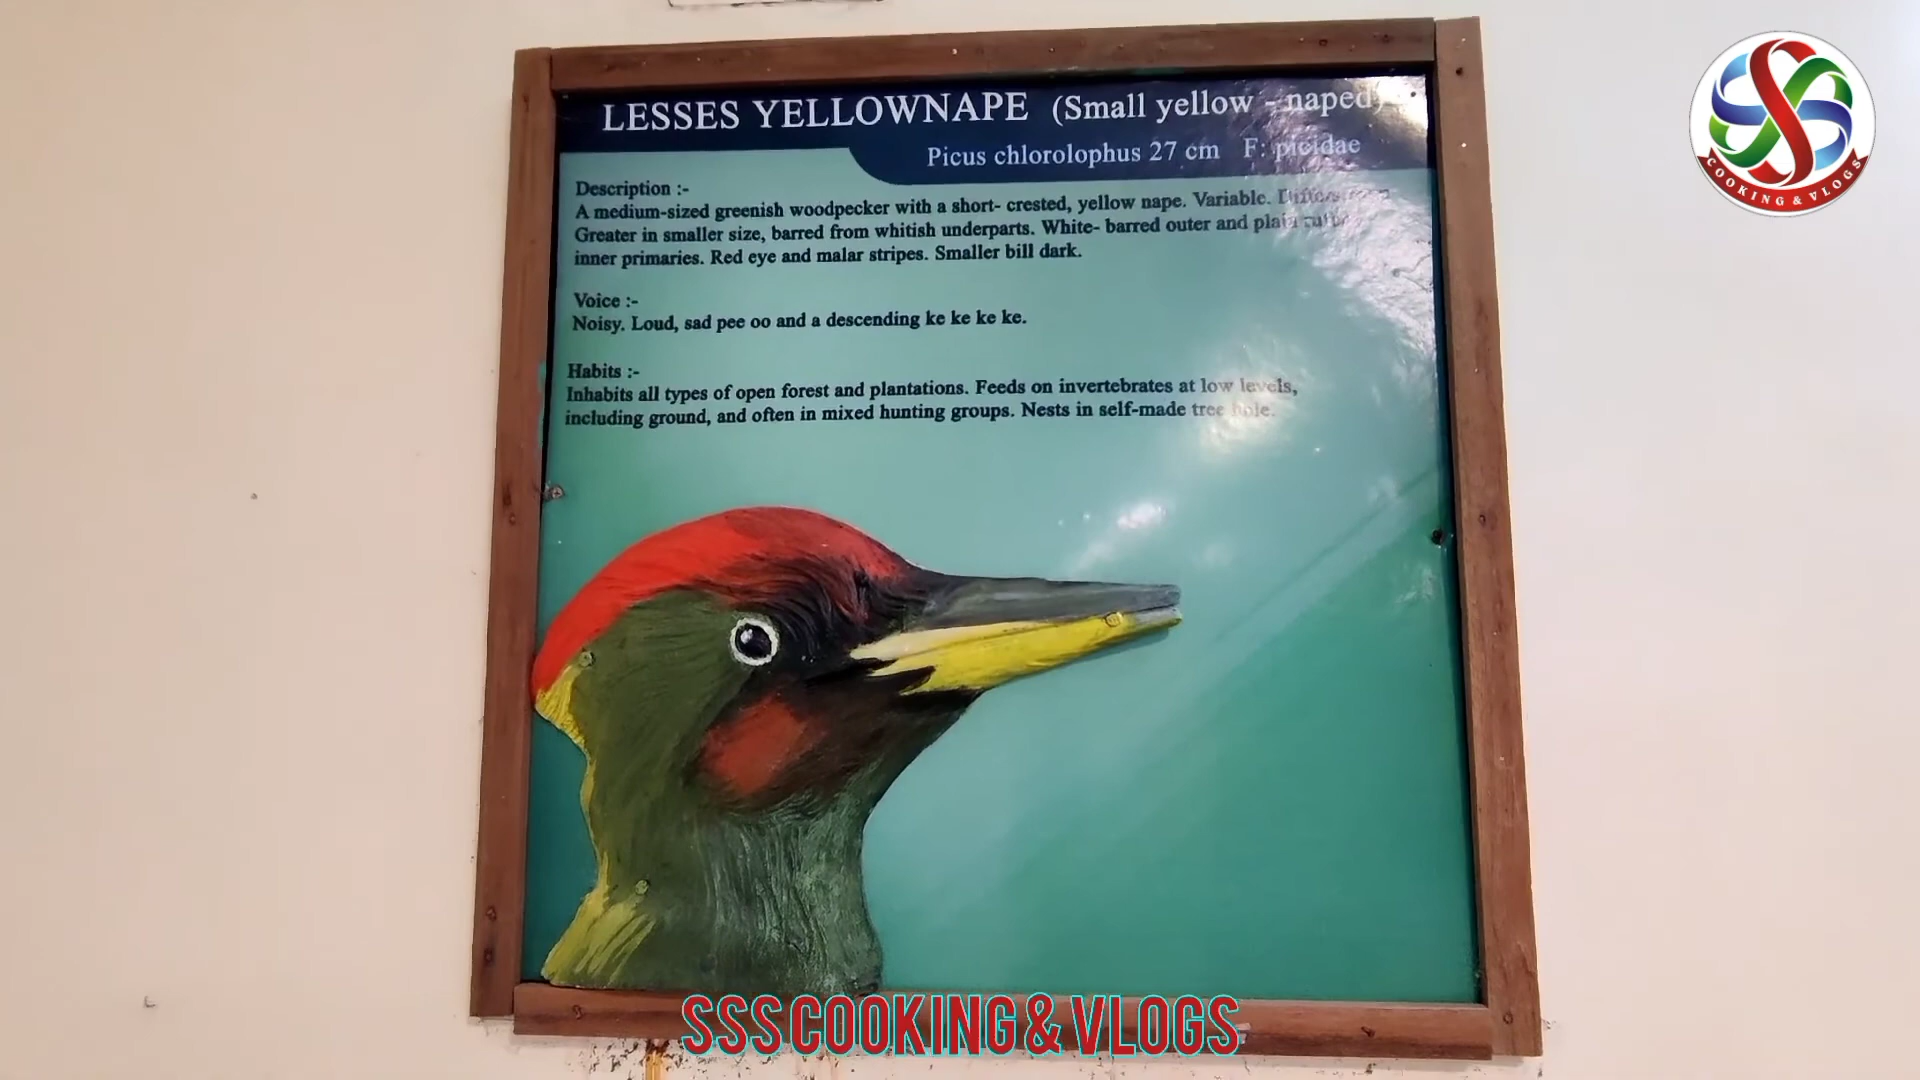 LESSES YELLOWNAPE (Small yellow - naped)
Picus chlorolophus 27 cm F: picidae
Description :-
A medium-sized greenish woodpecker with a short- crested, yellow nape. Variable. Differs from
Greater in smaller size, barred from whitish underparts. White- barred outer and plain
inner primaries. Red eye and malar stripes. Smaller bill dark.
Voice :-
Noisy. Loud, sad pee oo and a descending ke ke ke ke.
Habits :-
Inhabits all types of open forest and plantations. Feeds on invertebrates at low levels,
including ground, and often in mixed hunting groups. Nests in self-made tree hole.
SSS COOKING & VLOGS
COOKING & VLOGS